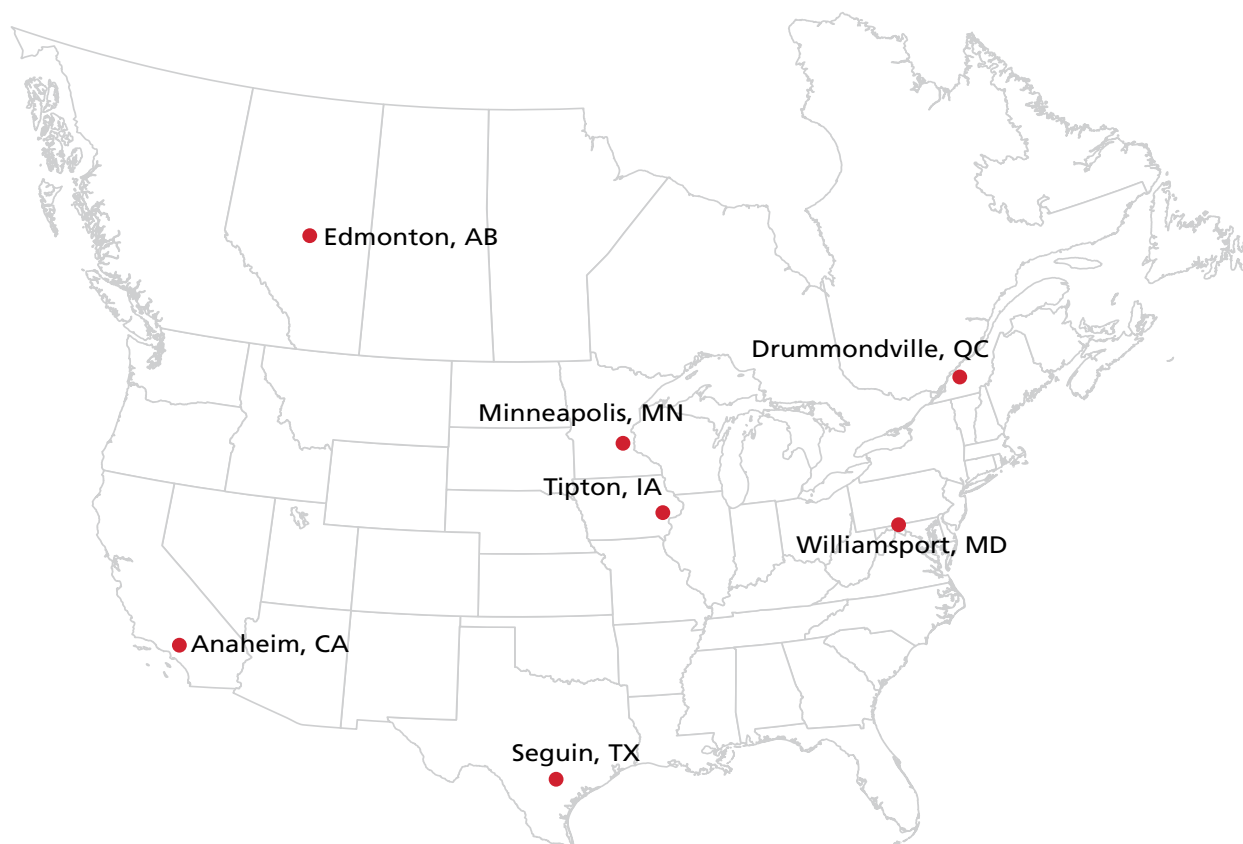 Edmonton, AB
Drummondville, QC
Minneapolis, MN
Tipton, IA
Williamsport, MD
Anaheim, CA
Seguin, TX